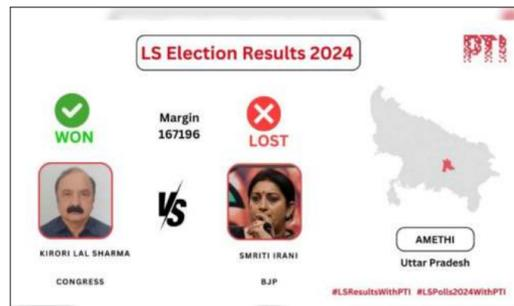 LS Election Results 2024
PTI
WON
Margin
167196
LOST
VS
KIRORI LAL SHARMA
CONGRESS
SMRITI IRANI
BJP
AMETHI
Uttar Pradesh
#LSResultsWithPTI #LSPolls2024WithPTI